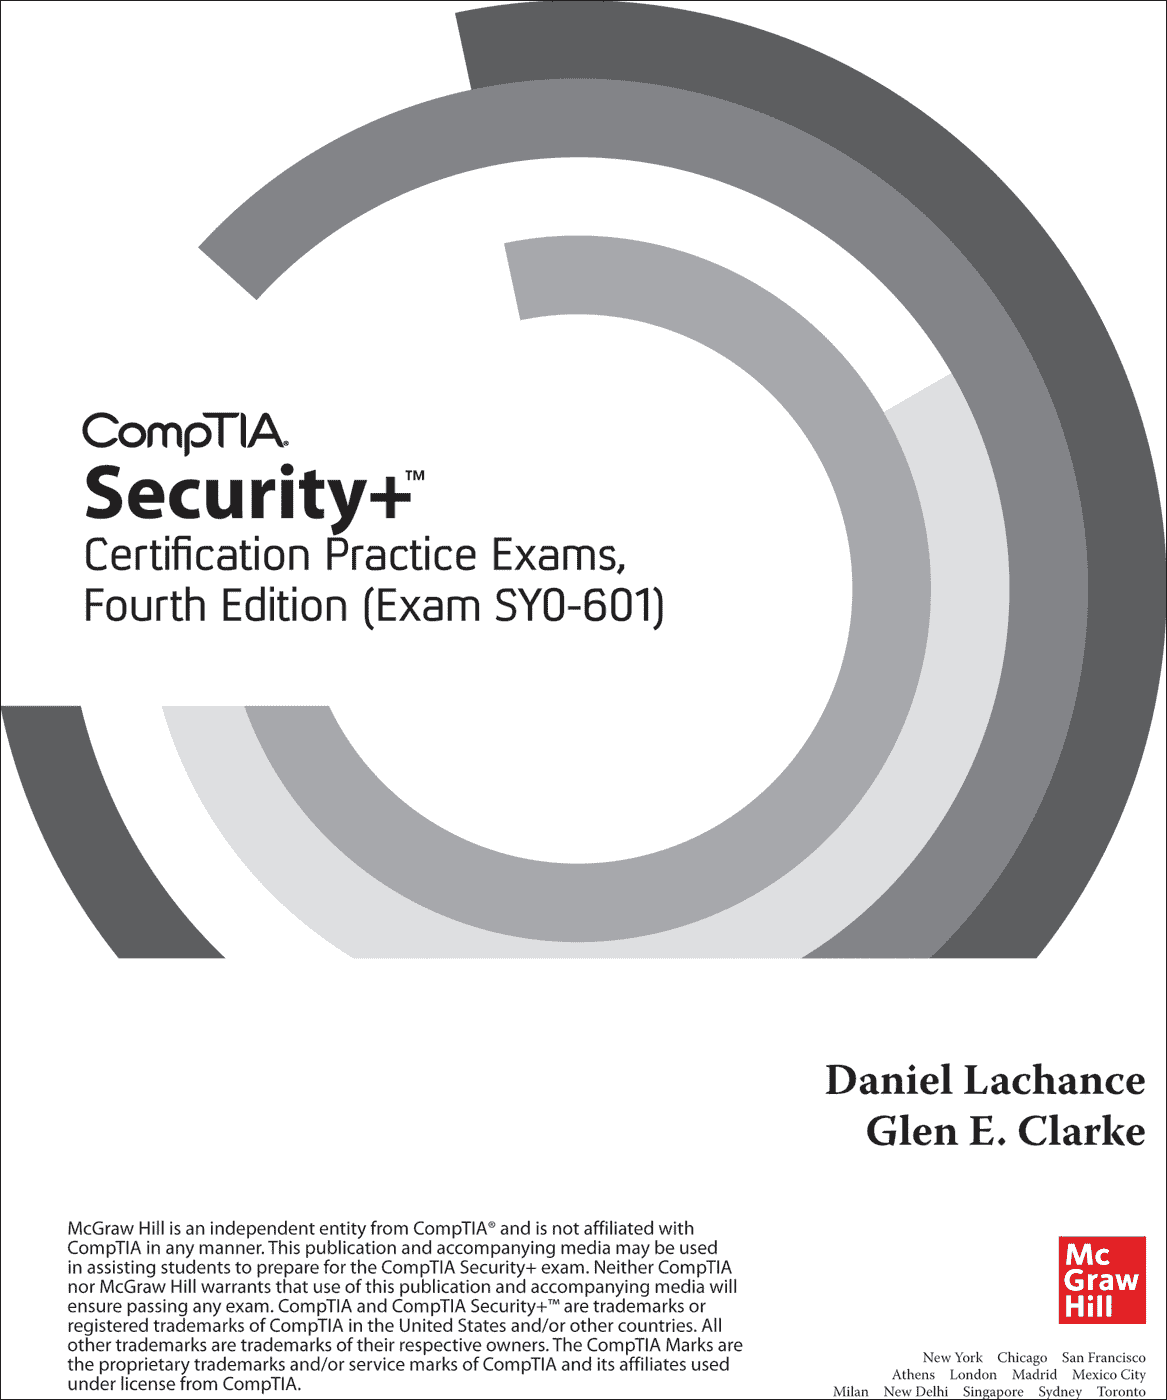 CompTIA®
Security+™
Certification Practice Exams,
Fourth Edition (Exam SY0-601)
Daniel Lachance
Glen E. Clarke
McGraw Hill is an independent entity from CompTIA® and is not affiliated with
CompTIA in any manner. This publication and accompanying media may be used
in assisting students to prepare for the CompTIA Security+ exam. Neither CompTIA
nor McGraw Hill warrants that use of this publication and accompanying media will
ensure passing any exam. CompTIA and CompTIA Security+™ are trademarks or
registered trademarks of CompTIA in the United States and/or other countries. All
other trademarks are trademarks of their respective owners. The CompTIA Marks are
the proprietary trademarks and/or service marks of CompTIA and its affiliates used
under license from CompTIA.
Mc
Graw
Hill
New York Chicago San Francisco
Athens London Madrid Mexico City
Milan New Delhi Singapore Sydney Toronto